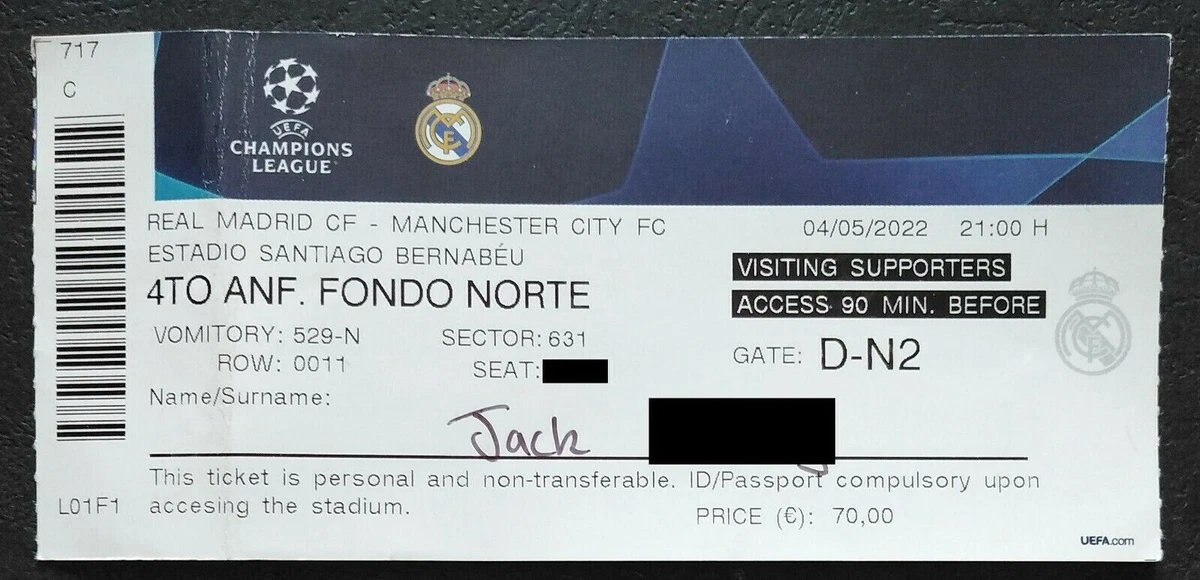 717
C
UEFA
CHAMPIONS
LEAGUE
REAL MADRID CF - MANCHESTER CITY FC
04/05/2022 21:00 H
ESTADIO SANTIAGO BERNABÉU
VISITING SUPPORTERS
4TO ANF. FONDO NORTE
ACCESS 90 MIN. BEFORE
VOMITORY: 529-N
SECTOR: 631
GATE: D-N2
ROW: 0011
SEAT:
Name/Surname:
Jack
This ticket is personal and non-transferable. ID/Passport compulsory upon
accesing the stadium.
L01F1
PRICE (€): 70,00
UEFA.com